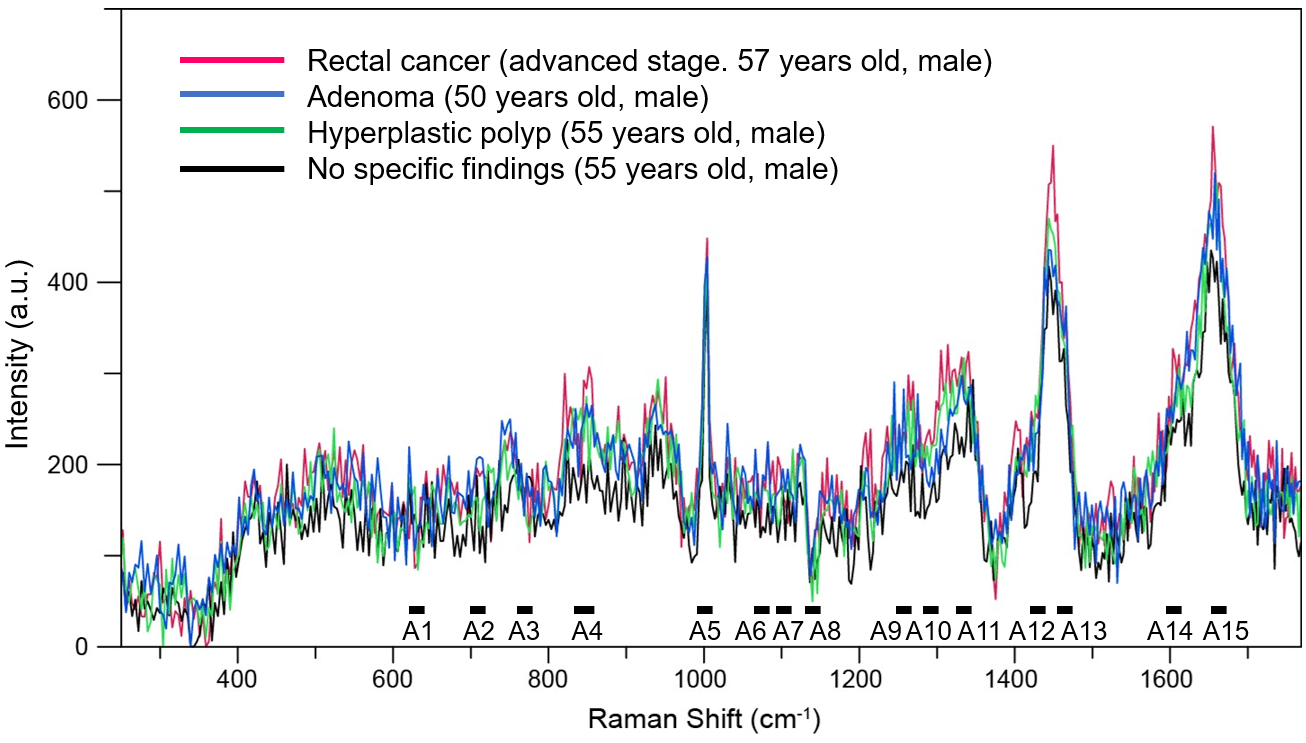 Rectal cancer (advanced stage. 57 years old, male)
Adenoma (50 years old, male)
Hyperplastic polyp (55 years old, male)
No specific findings (55 years old, male)
600
400
200
0
Intensity (a.u.)
A1 A2 A3 A4 A5 A6 A7 A8 A9 A10 A11 A12 A13 A14 A15
400 600 800 1000 1200 1400 1600
Raman Shift (cm⁻¹)